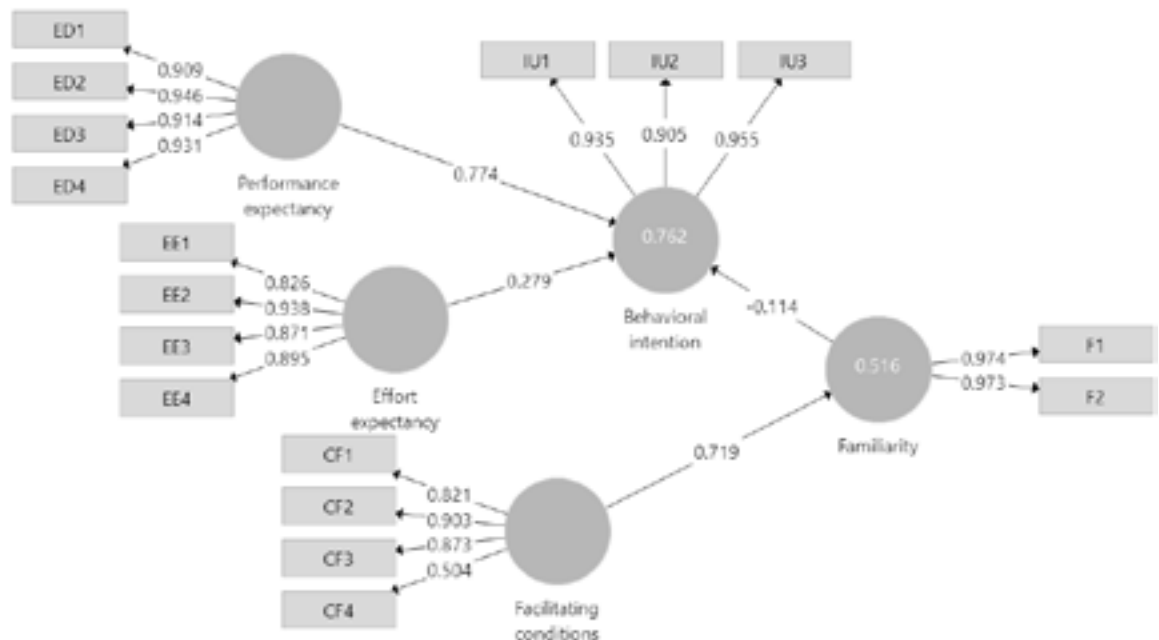 ED1
ED2
ED3
ED4
0.909
0.946
0.914
0.931
Performance
expectancy
IU1
IU2
IU3
0.935
0.905
0.955
0.774
0.762
Behavioral
intention
EE1
EE2
EE3
EE4
0.826
0.938
0.871
0.895
Effort
expectancy
0.279
-0.114
0.516
Familiarity
0.974
0.973
F1
F2
CF1
CF2
CF3
CF4
0.821
0.903
0.873
0.504
Facilitating
conditions
0.719